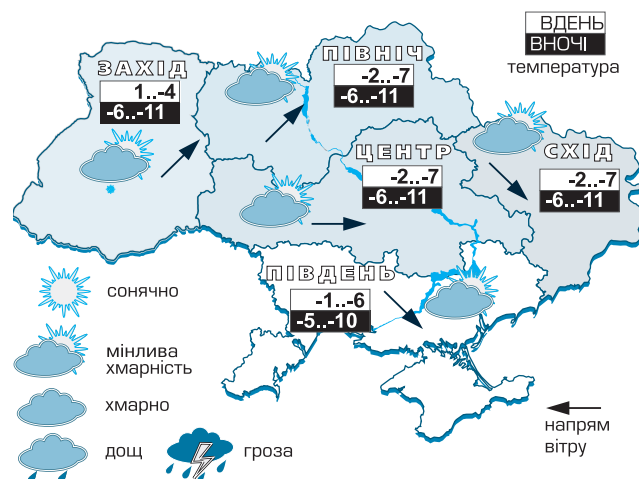 ВДЕНЬ
ВНОЧІ
температура
ПІВНІЧ
-2..-7
-6..-11
ЗАХІД
1..-4
-6..-11
ЦЕНТР
-2..-7
-6..-11
СХІД
-2..-7
-6..-11
ПІВДЕНЬ
-1..-6
-5..-10
сонячно
мінлива
хмарність
хмарно
дощ
гроза
напрям
вітру